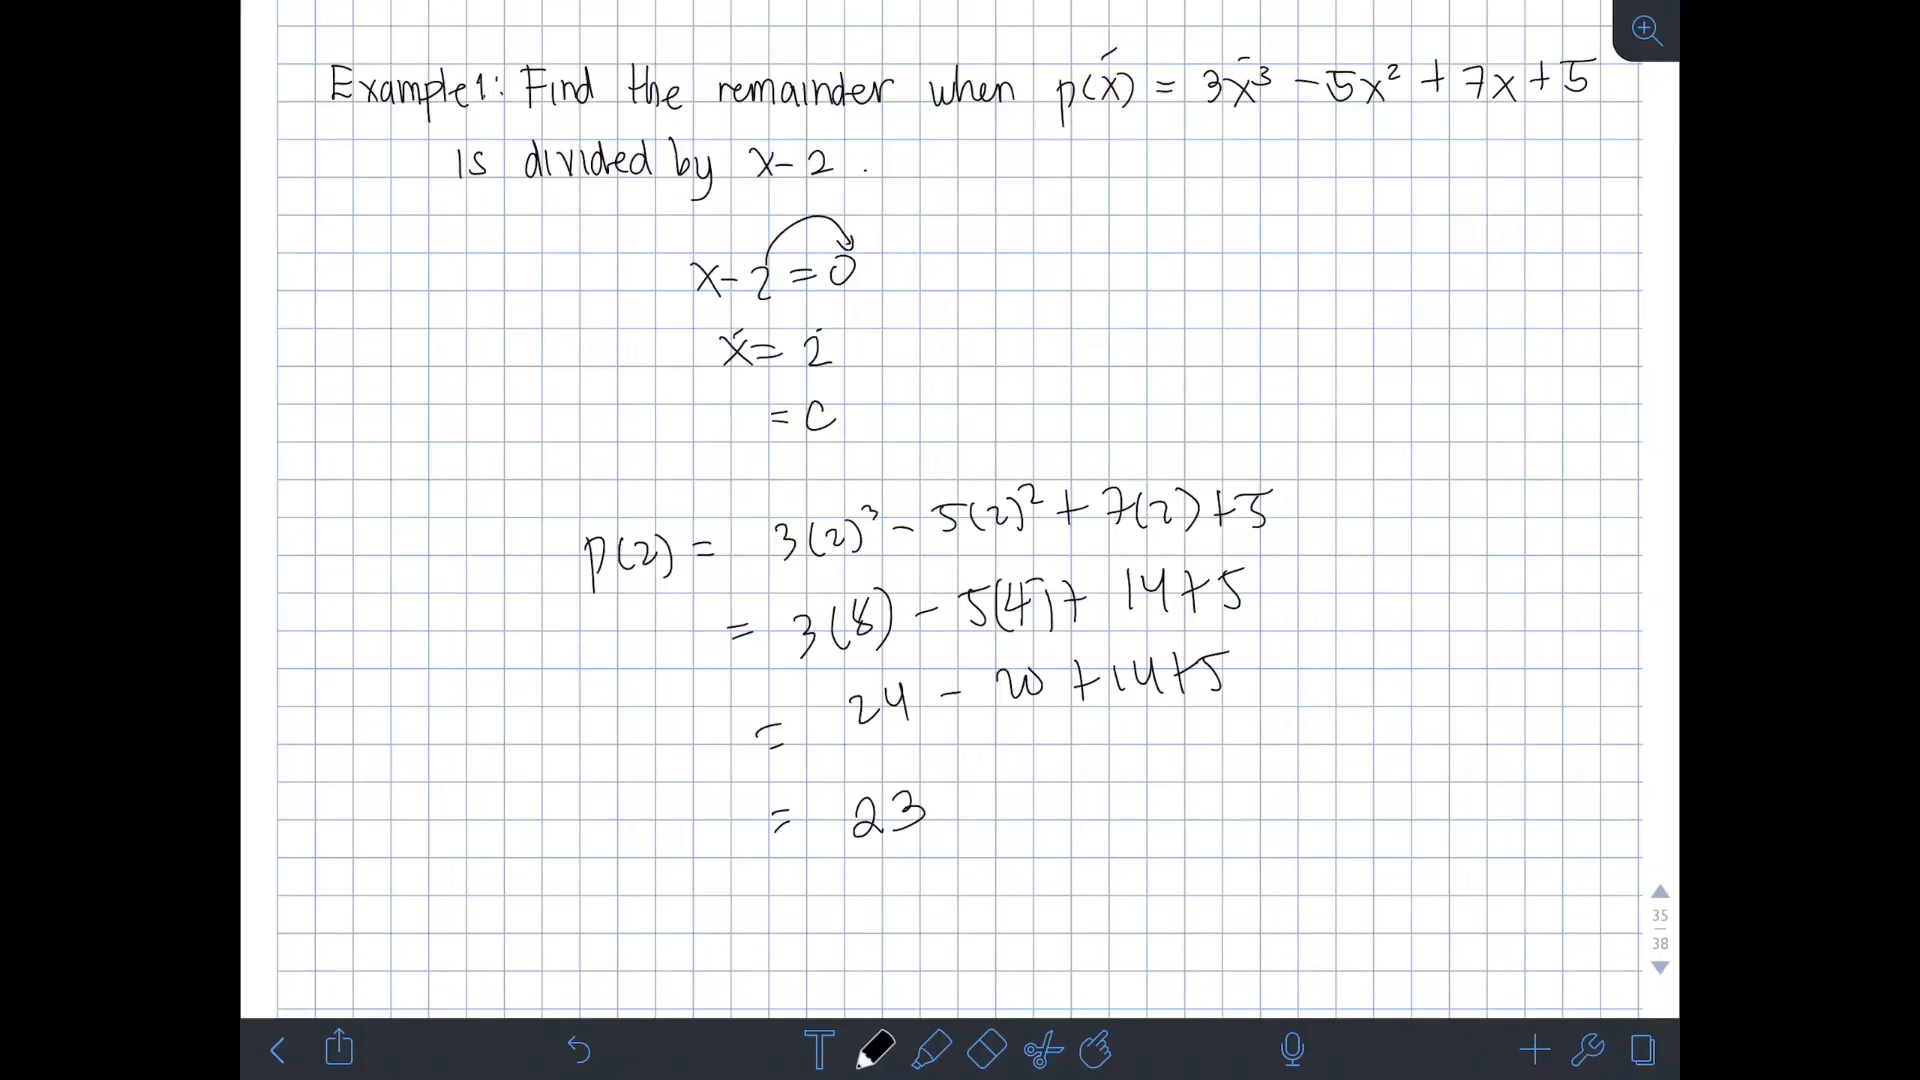 Example 1: Find the remainder when p(x) = 3x³ - 5x² + 7x + 5
is divided by x - 2 .
x - 2 = 0
x = 2
= C
p(2) = 3(2)³ - 5(2)² + 7(2) + 5
= 3(8) - 5(4) + 14 + 5
= 24 - 20 + 14 + 5
= 23
35
38
T